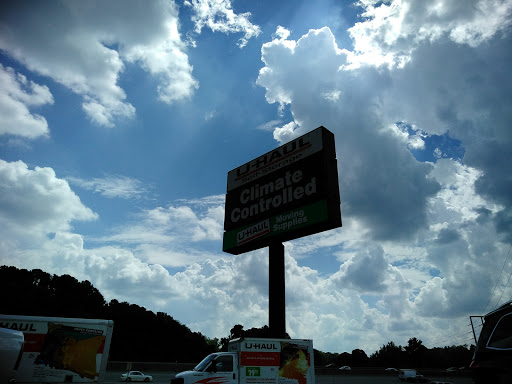 U-HAUL
Climate
Controlled
U-HAUL Moving
Supplies
U-HAUL
U-HAUL